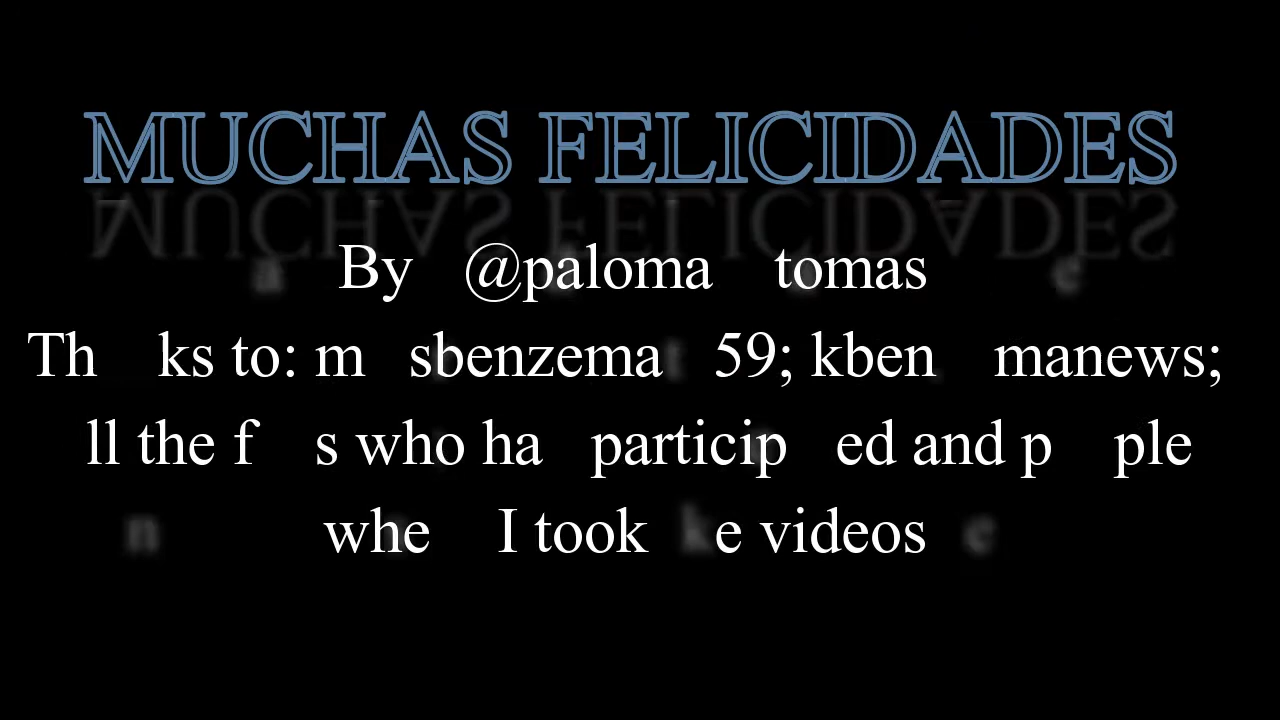 MUCHAS FELICIDADES
By @paloma tomas
Th ks to: m sbenzema 59; kben manews;
ll the f s who ha particip ed and p ple
whe I took e videos